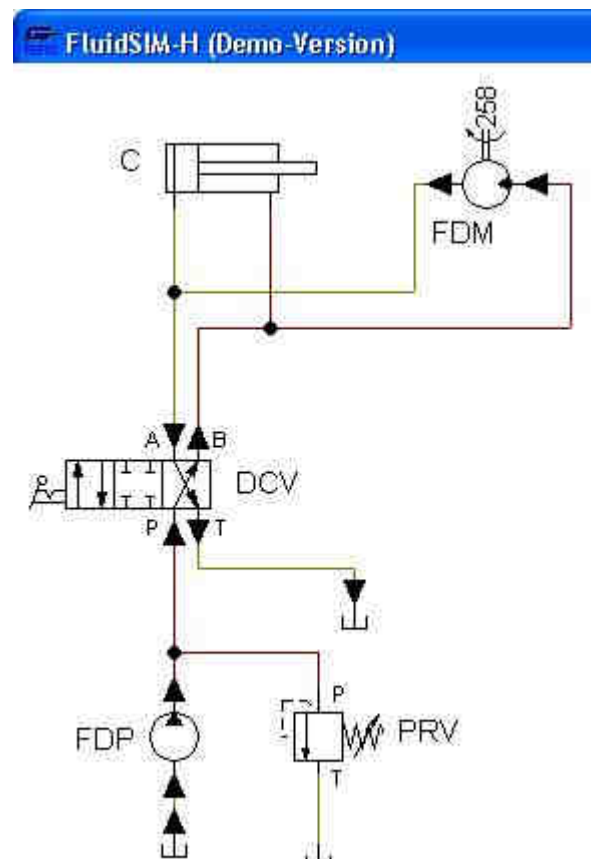 FluidSIM-H (Demo-Version)
258
C
FDM
A B
DCV
P T
P
FDP PRV
T